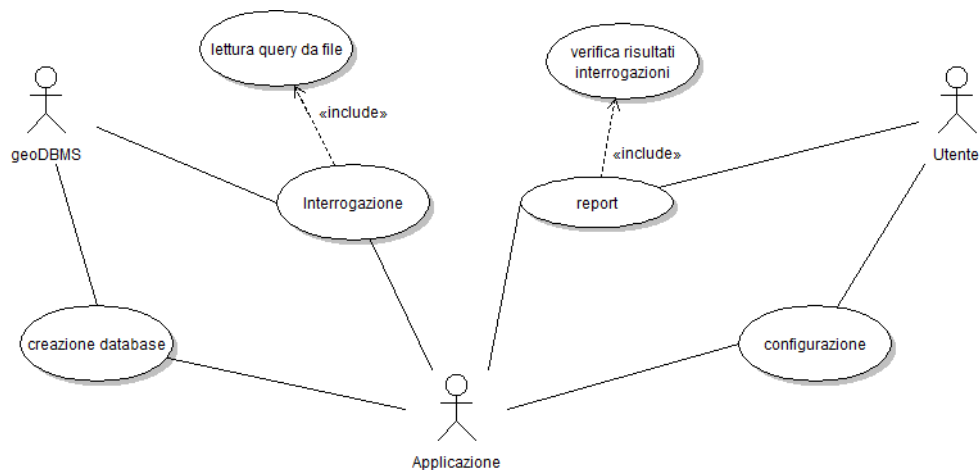 lettura query da file
verifica risultati
interrogazioni
«include»
«include»
geoDBMS
Utente
Interrogazione
report
creazione database
configurazione
Applicazione